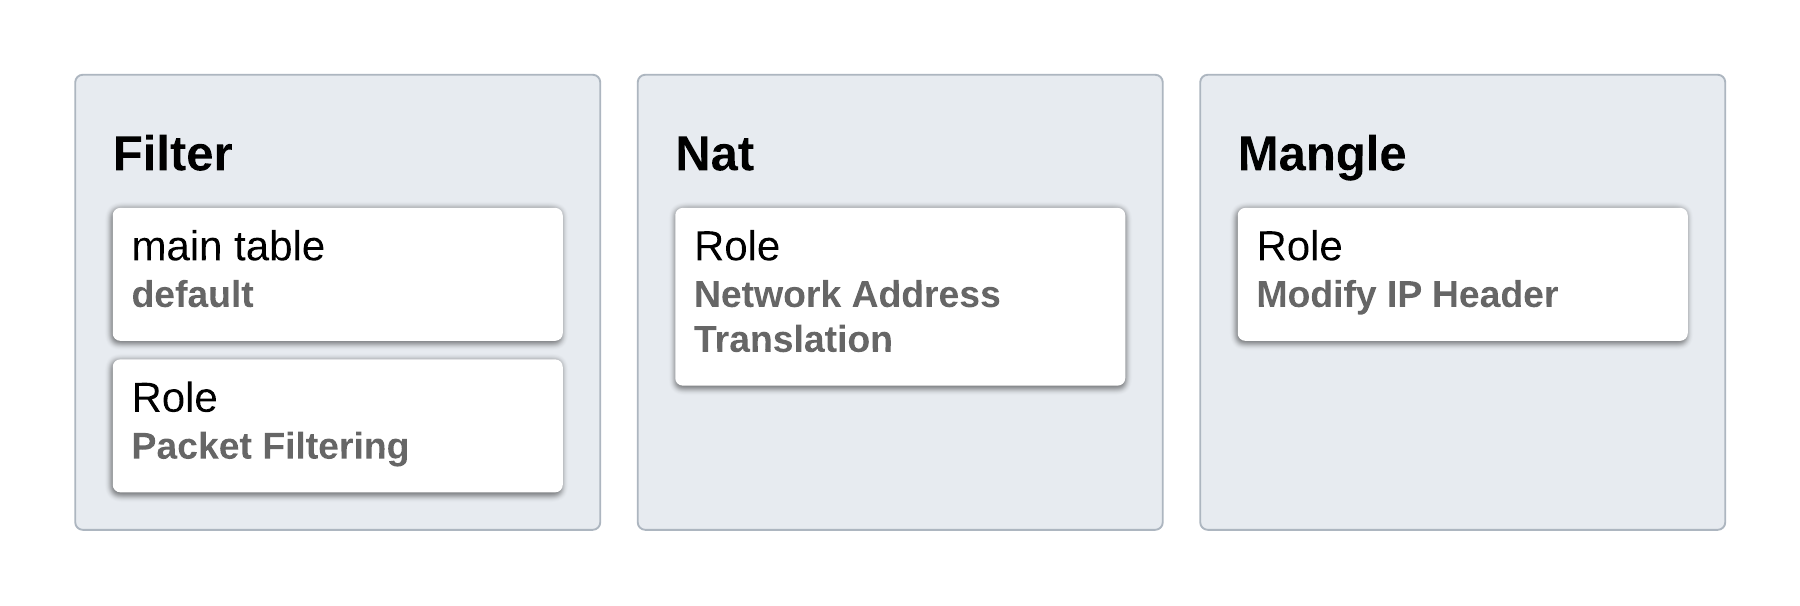 Filter
main table
default
Role
Packet Filtering
Nat
Role
Network Address
Translation
Mangle
Role
Modify IP Header